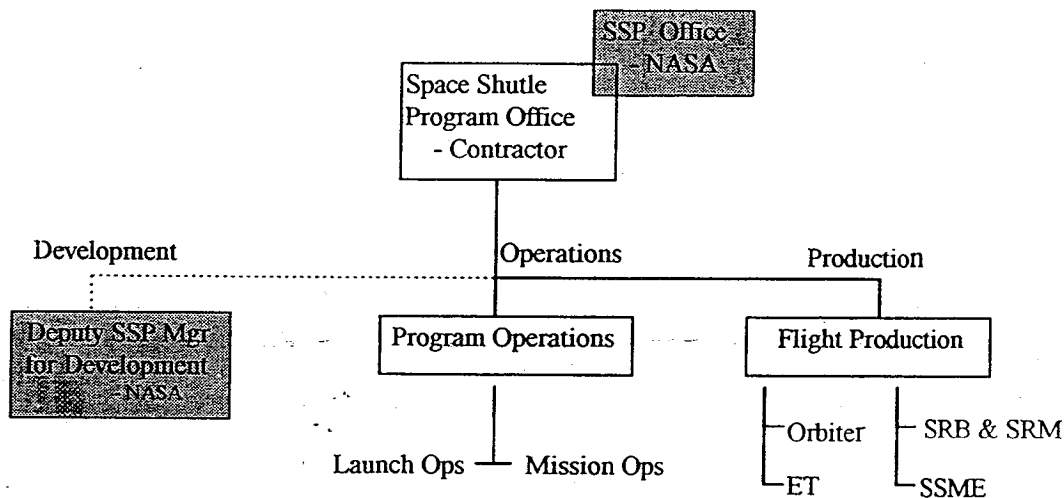 SSP Office
- NASA
Space Shutle
Program Office
- Contractor
Development
Operations
Production
Deputy SSP Mgr
for Development
- NASA
Program Operations
Flight Production
Launch Ops
Mission Ops
Orbiter
SRB & SRM
ET
SSME